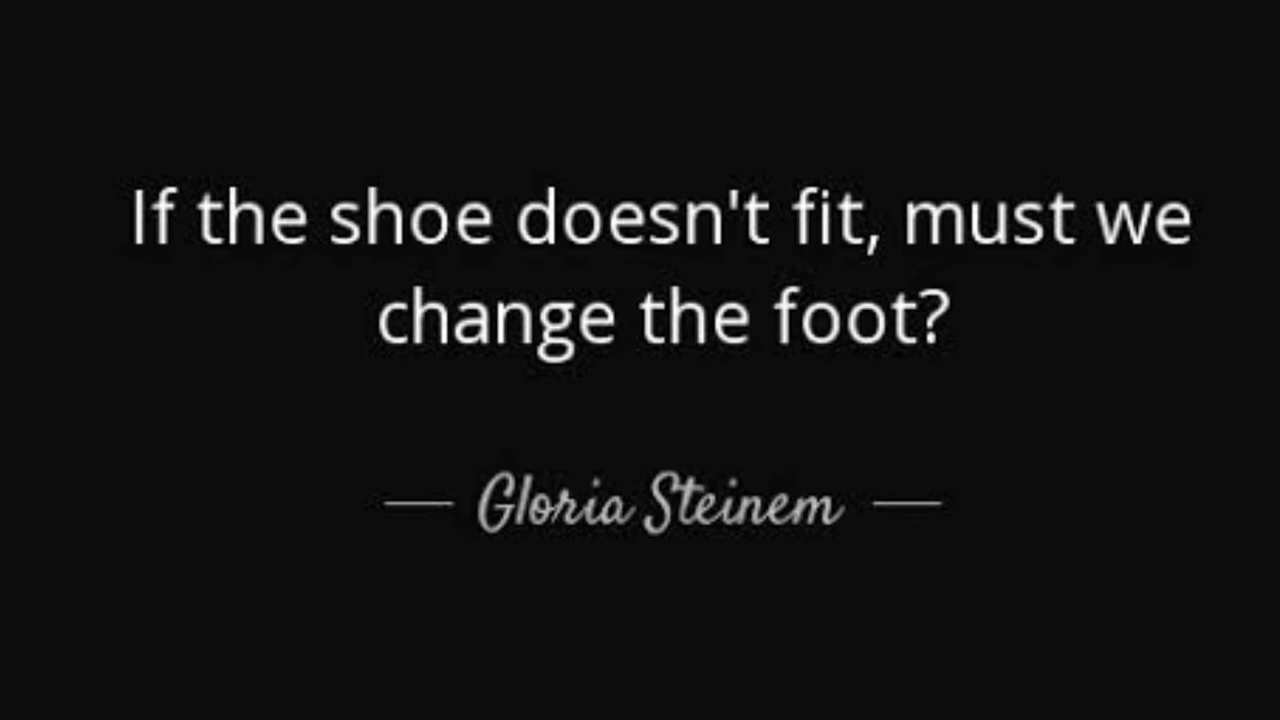 If the shoe doesn't fit, must we
change the foot?
— Gloria Steinem —